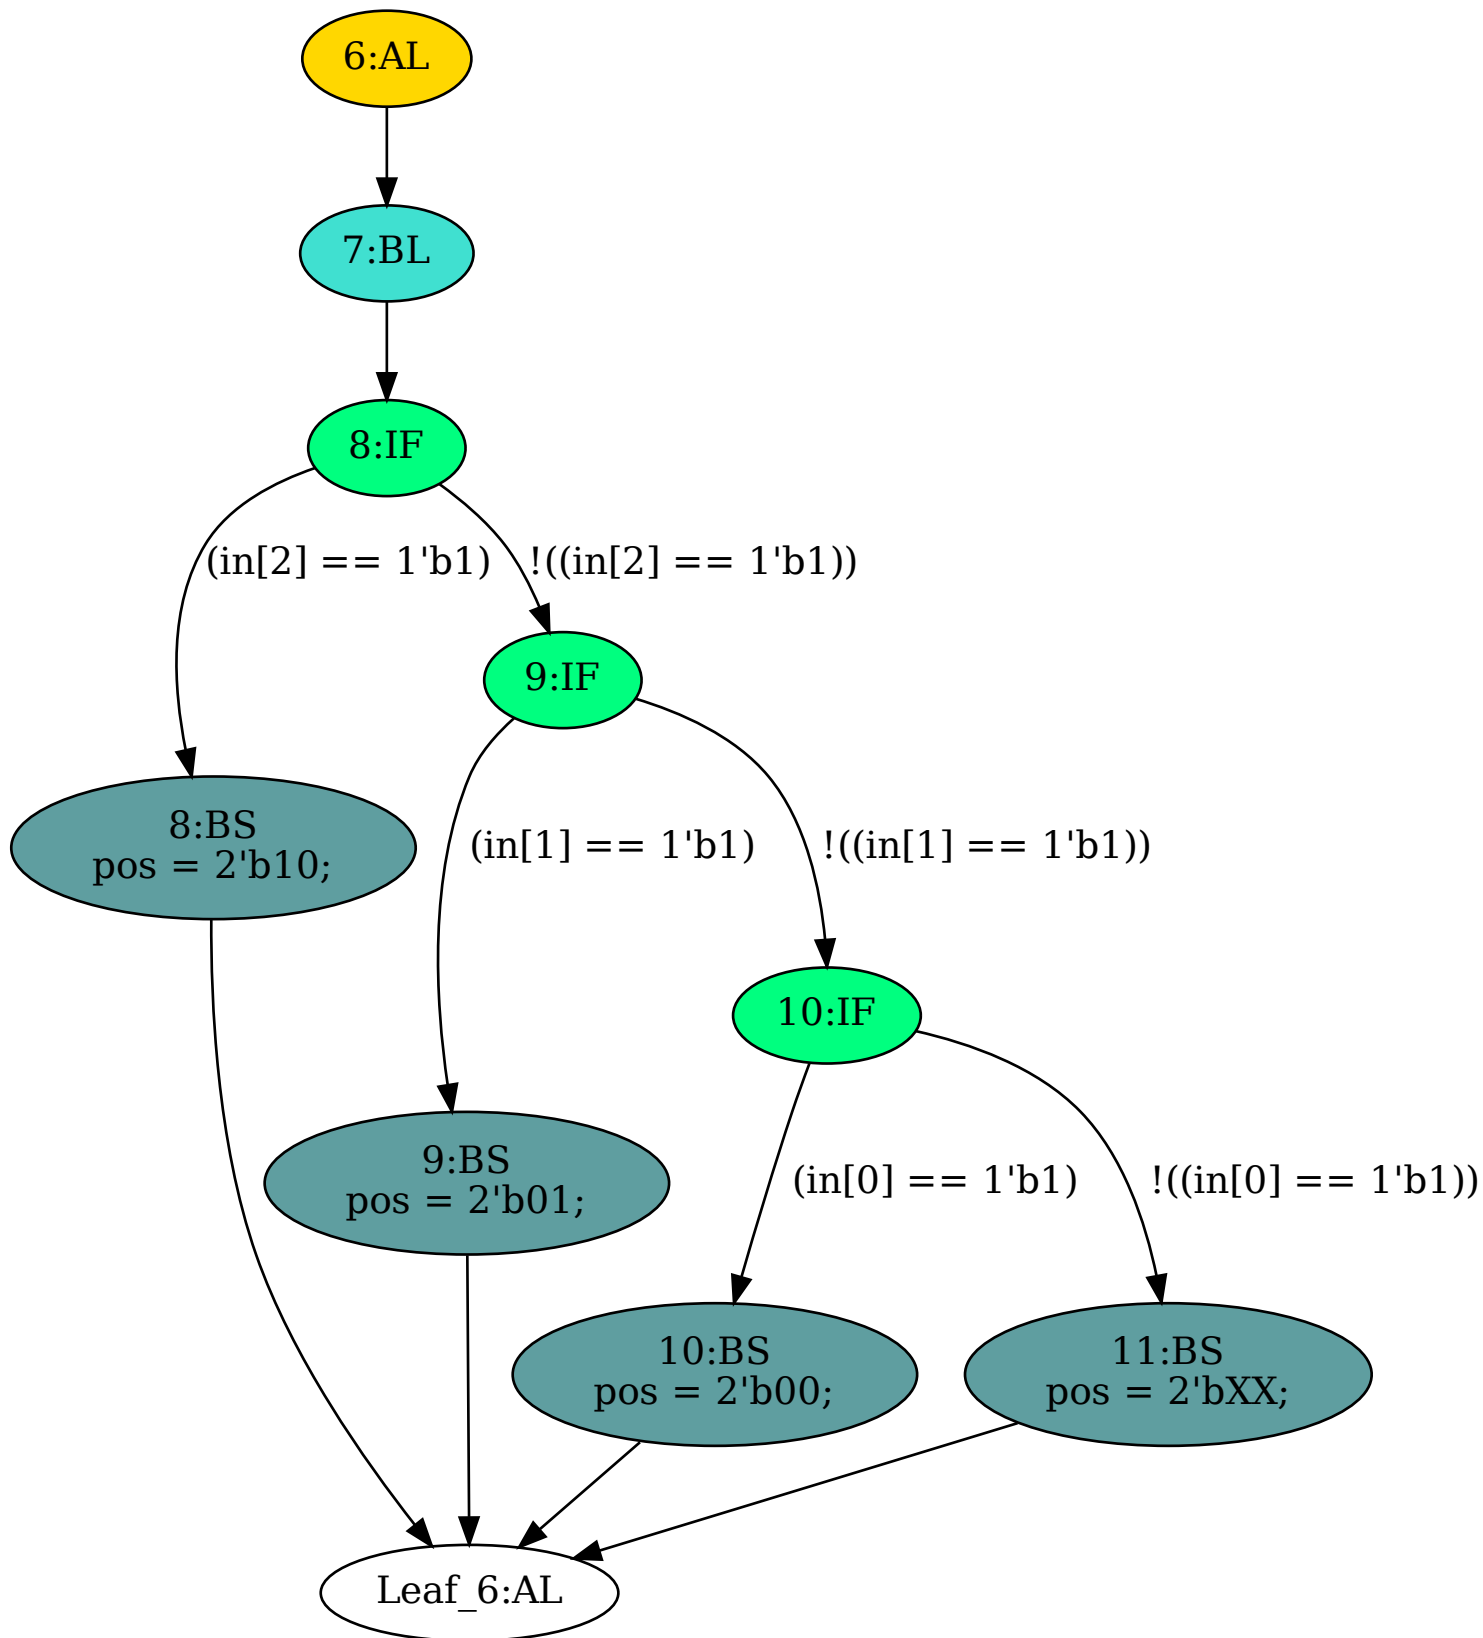 6:AL
7:BL
8:IF
(in[2] == 1'b1)
!((in[2] == 1'b1))
9:IF
8:BS
pos = 2'b10;
(in[1] == 1'b1)
!((in[1] == 1'b1))
10:IF
9:BS
pos = 2'b01;
(in[0] == 1'b1)
!((in[0] == 1'b1))
10:BS
pos = 2'b00;
11:BS
pos = 2'bXX;
Leaf_6:AL